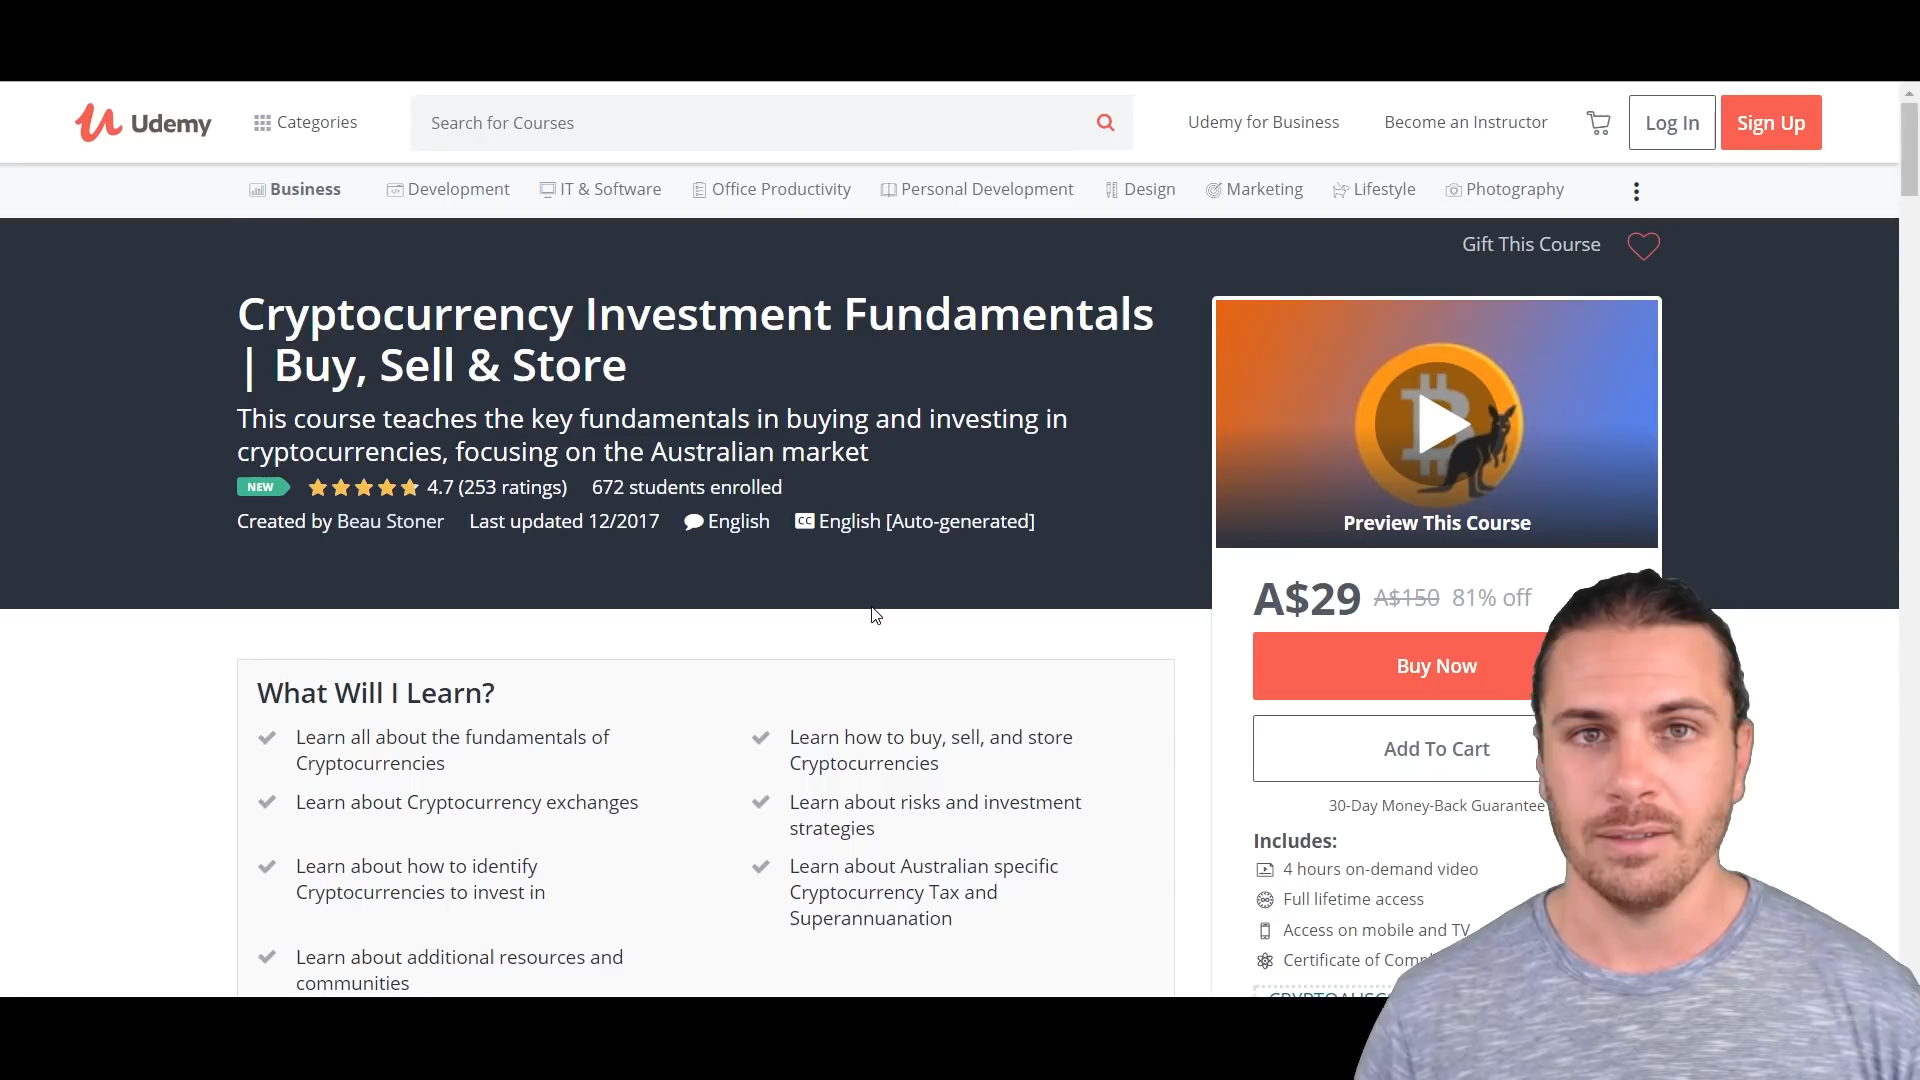 Udemy
Categories
Search for Courses
Udemy for Business
Become an Instructor
Log In
Sign Up
Business
Development
IT & Software
Office Productivity
Personal Development
Design
Marketing
Lifestyle
Photography
Gift This Course
Cryptocurrency Investment Fundamentals
| Buy, Sell & Store
This course teaches the key fundamentals in buying and investing in
cryptocurrencies, focusing on the Australian market
NEW 4.7 (253 ratings) 672 students enrolled
Created by Beau Stoner Last updated 12/2017 English CC English [Auto-generated]
Preview This Course
A$29 A$150 81% off
Buy Now
Add To Cart
30-Day Money-Back Guarantee
Includes:
4 hours on-demand video
Full lifetime access
Access on mobile and TV
Certificate of
What Will I Learn?
Learn all about the fundamentals of
Cryptocurrencies
Learn how to buy, sell, and store
Cryptocurrencies
Learn about Cryptocurrency exchanges
Learn about risks and investment
strategies
Learn about how to identify
Cryptocurrencies to invest in
Learn about Australian specific
Cryptocurrency Tax and
Superannuanation
Learn about additional resources and
communities